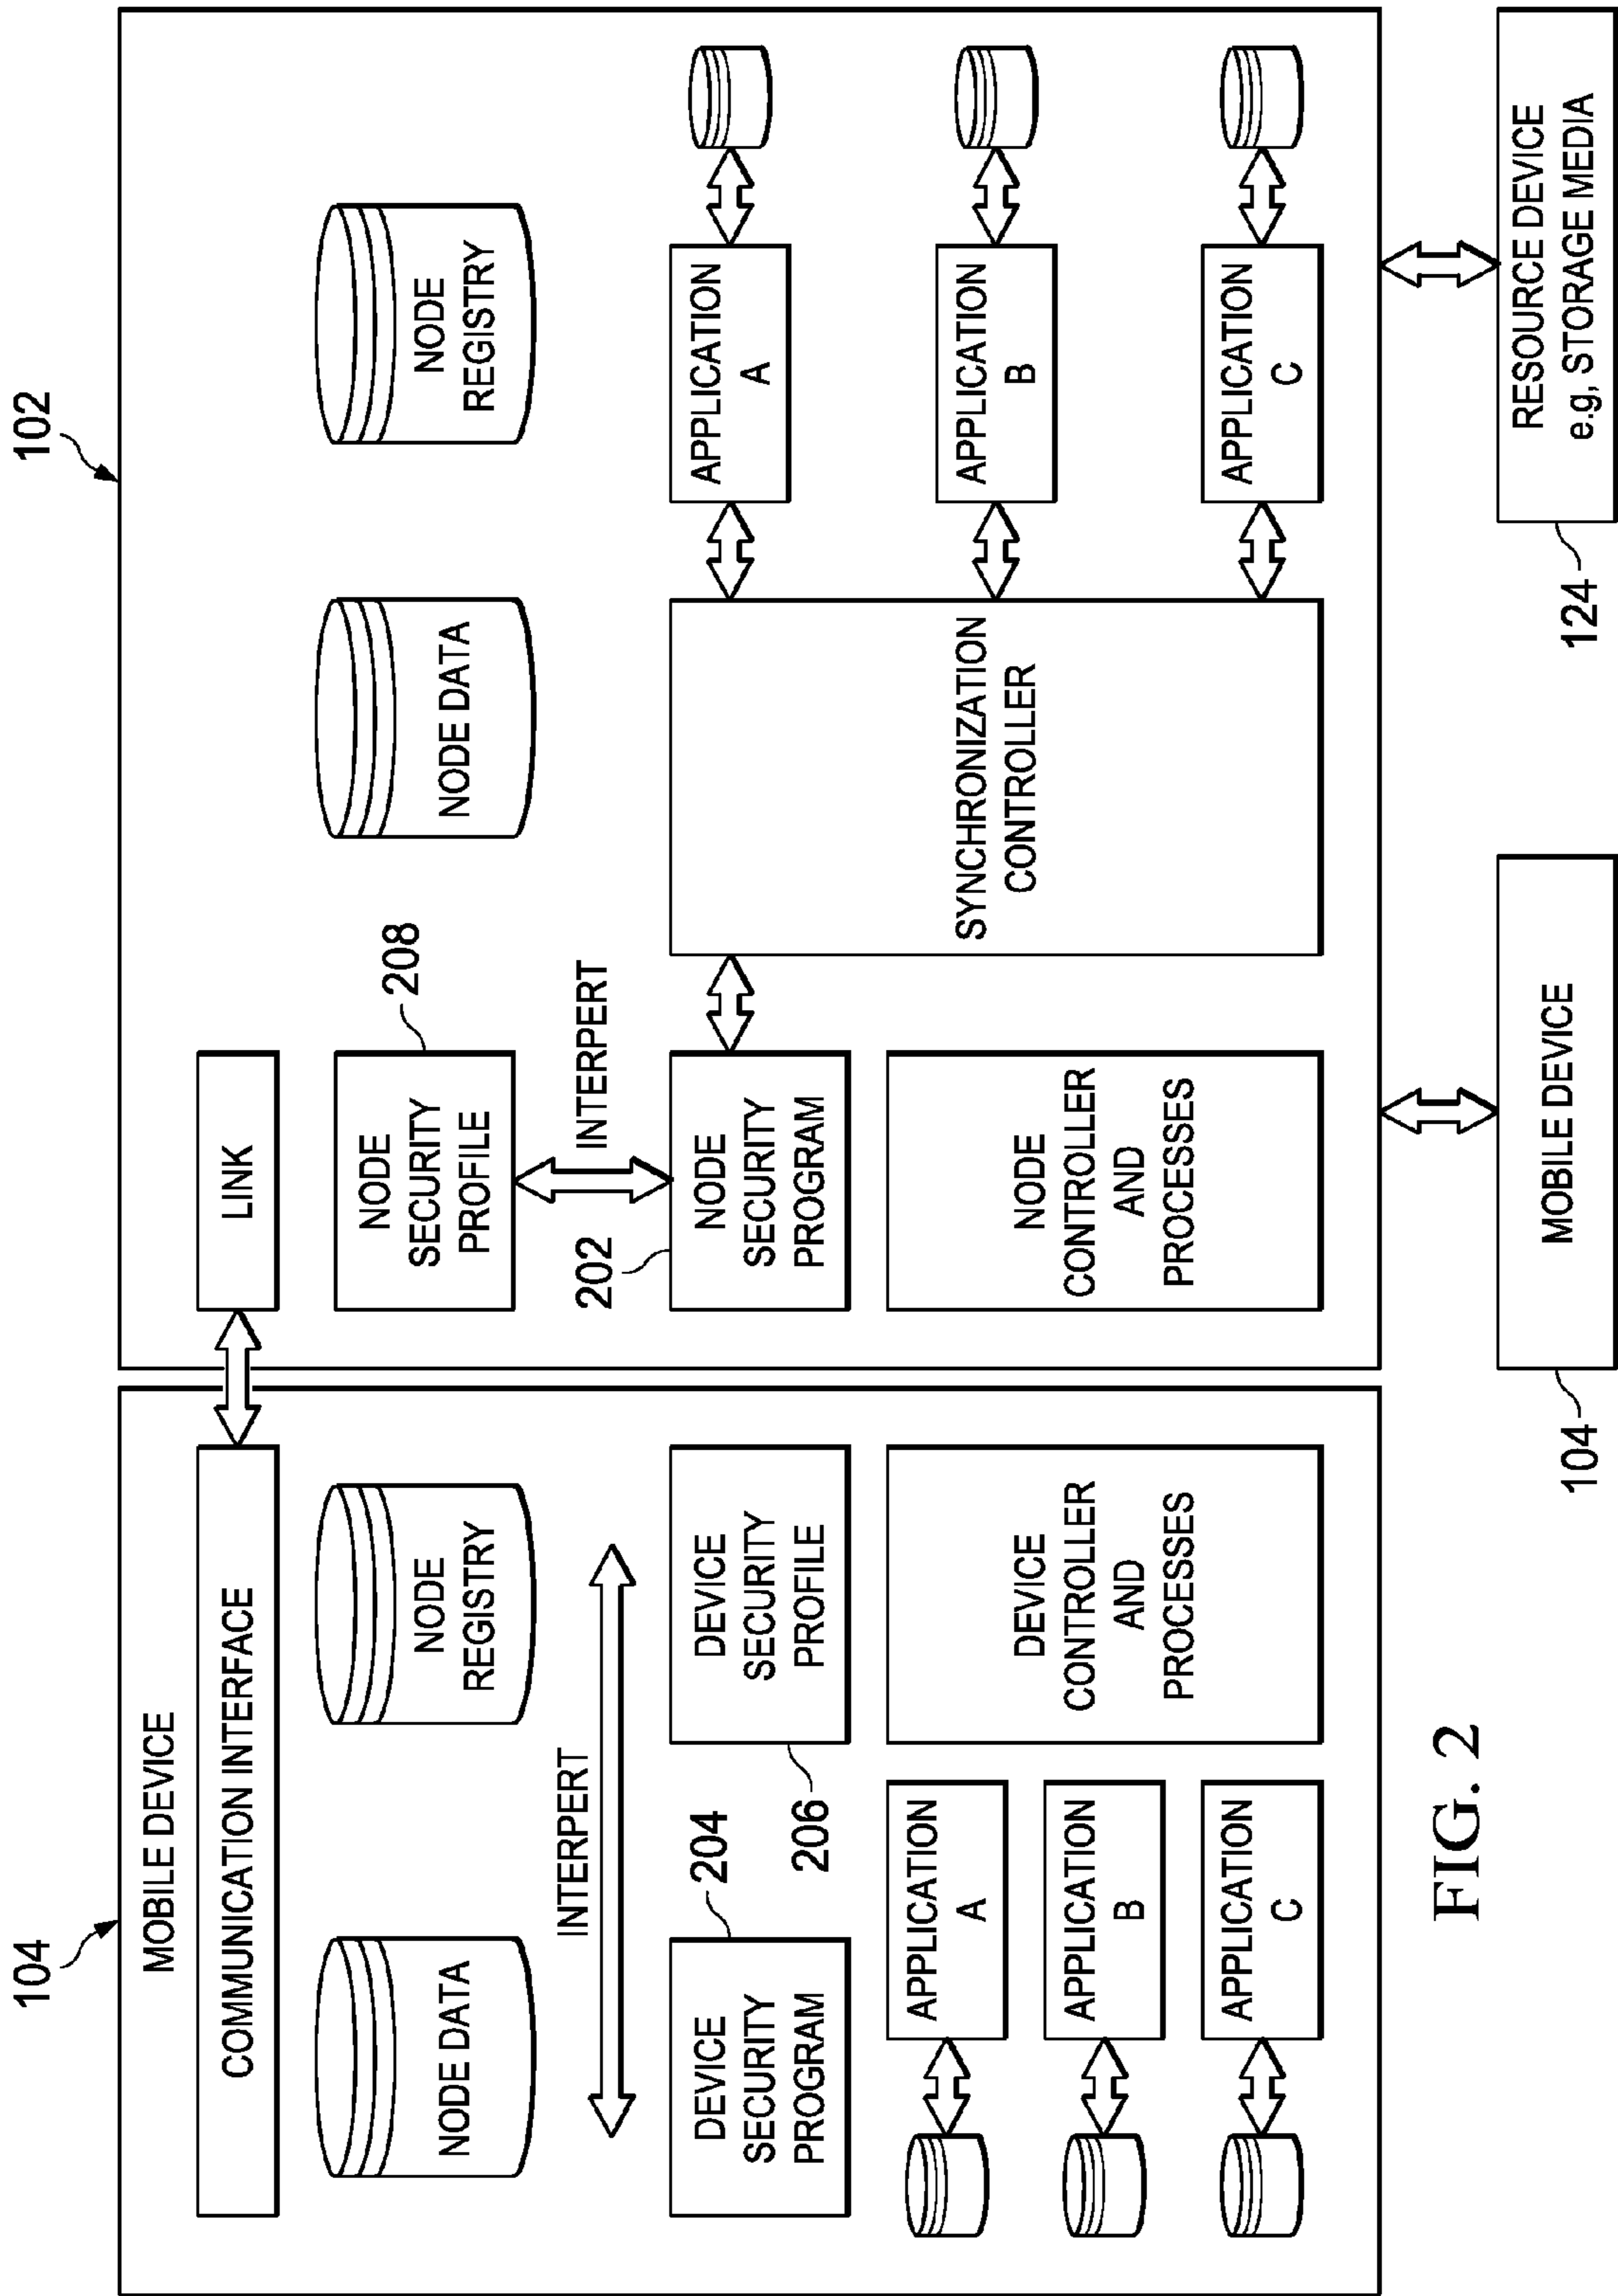 104
102
MOBILE DEVICE
COMMUNICATION INTERFACE
LINK
NODE DATA
NODE
REGISTRY
NODE
SECURITY
PROFILE
208
NODE DATA
NODE
REGISTRY
INTERPERT
INTERPERT
DEVICE
SECURITY
PROGRAM
204
DEVICE
SECURITY
PROFILE
206
202
NODE
SECURITY
PROGRAM
SYNCHRONIZATION
CONTROLLER
APPLICATION
A
APPLICATION
B
APPLICATION
C
APPLICATION
A
APPLICATION
B
APPLICATION
C
DEVICE
CONTROLLER
AND
PROCESSES
NODE
CONTROLLER
AND
PROCESSES
104
MOBILE DEVICE
124
RESOURCE DEVICE
e.g, STORAGE MEDIA
FIG. 2